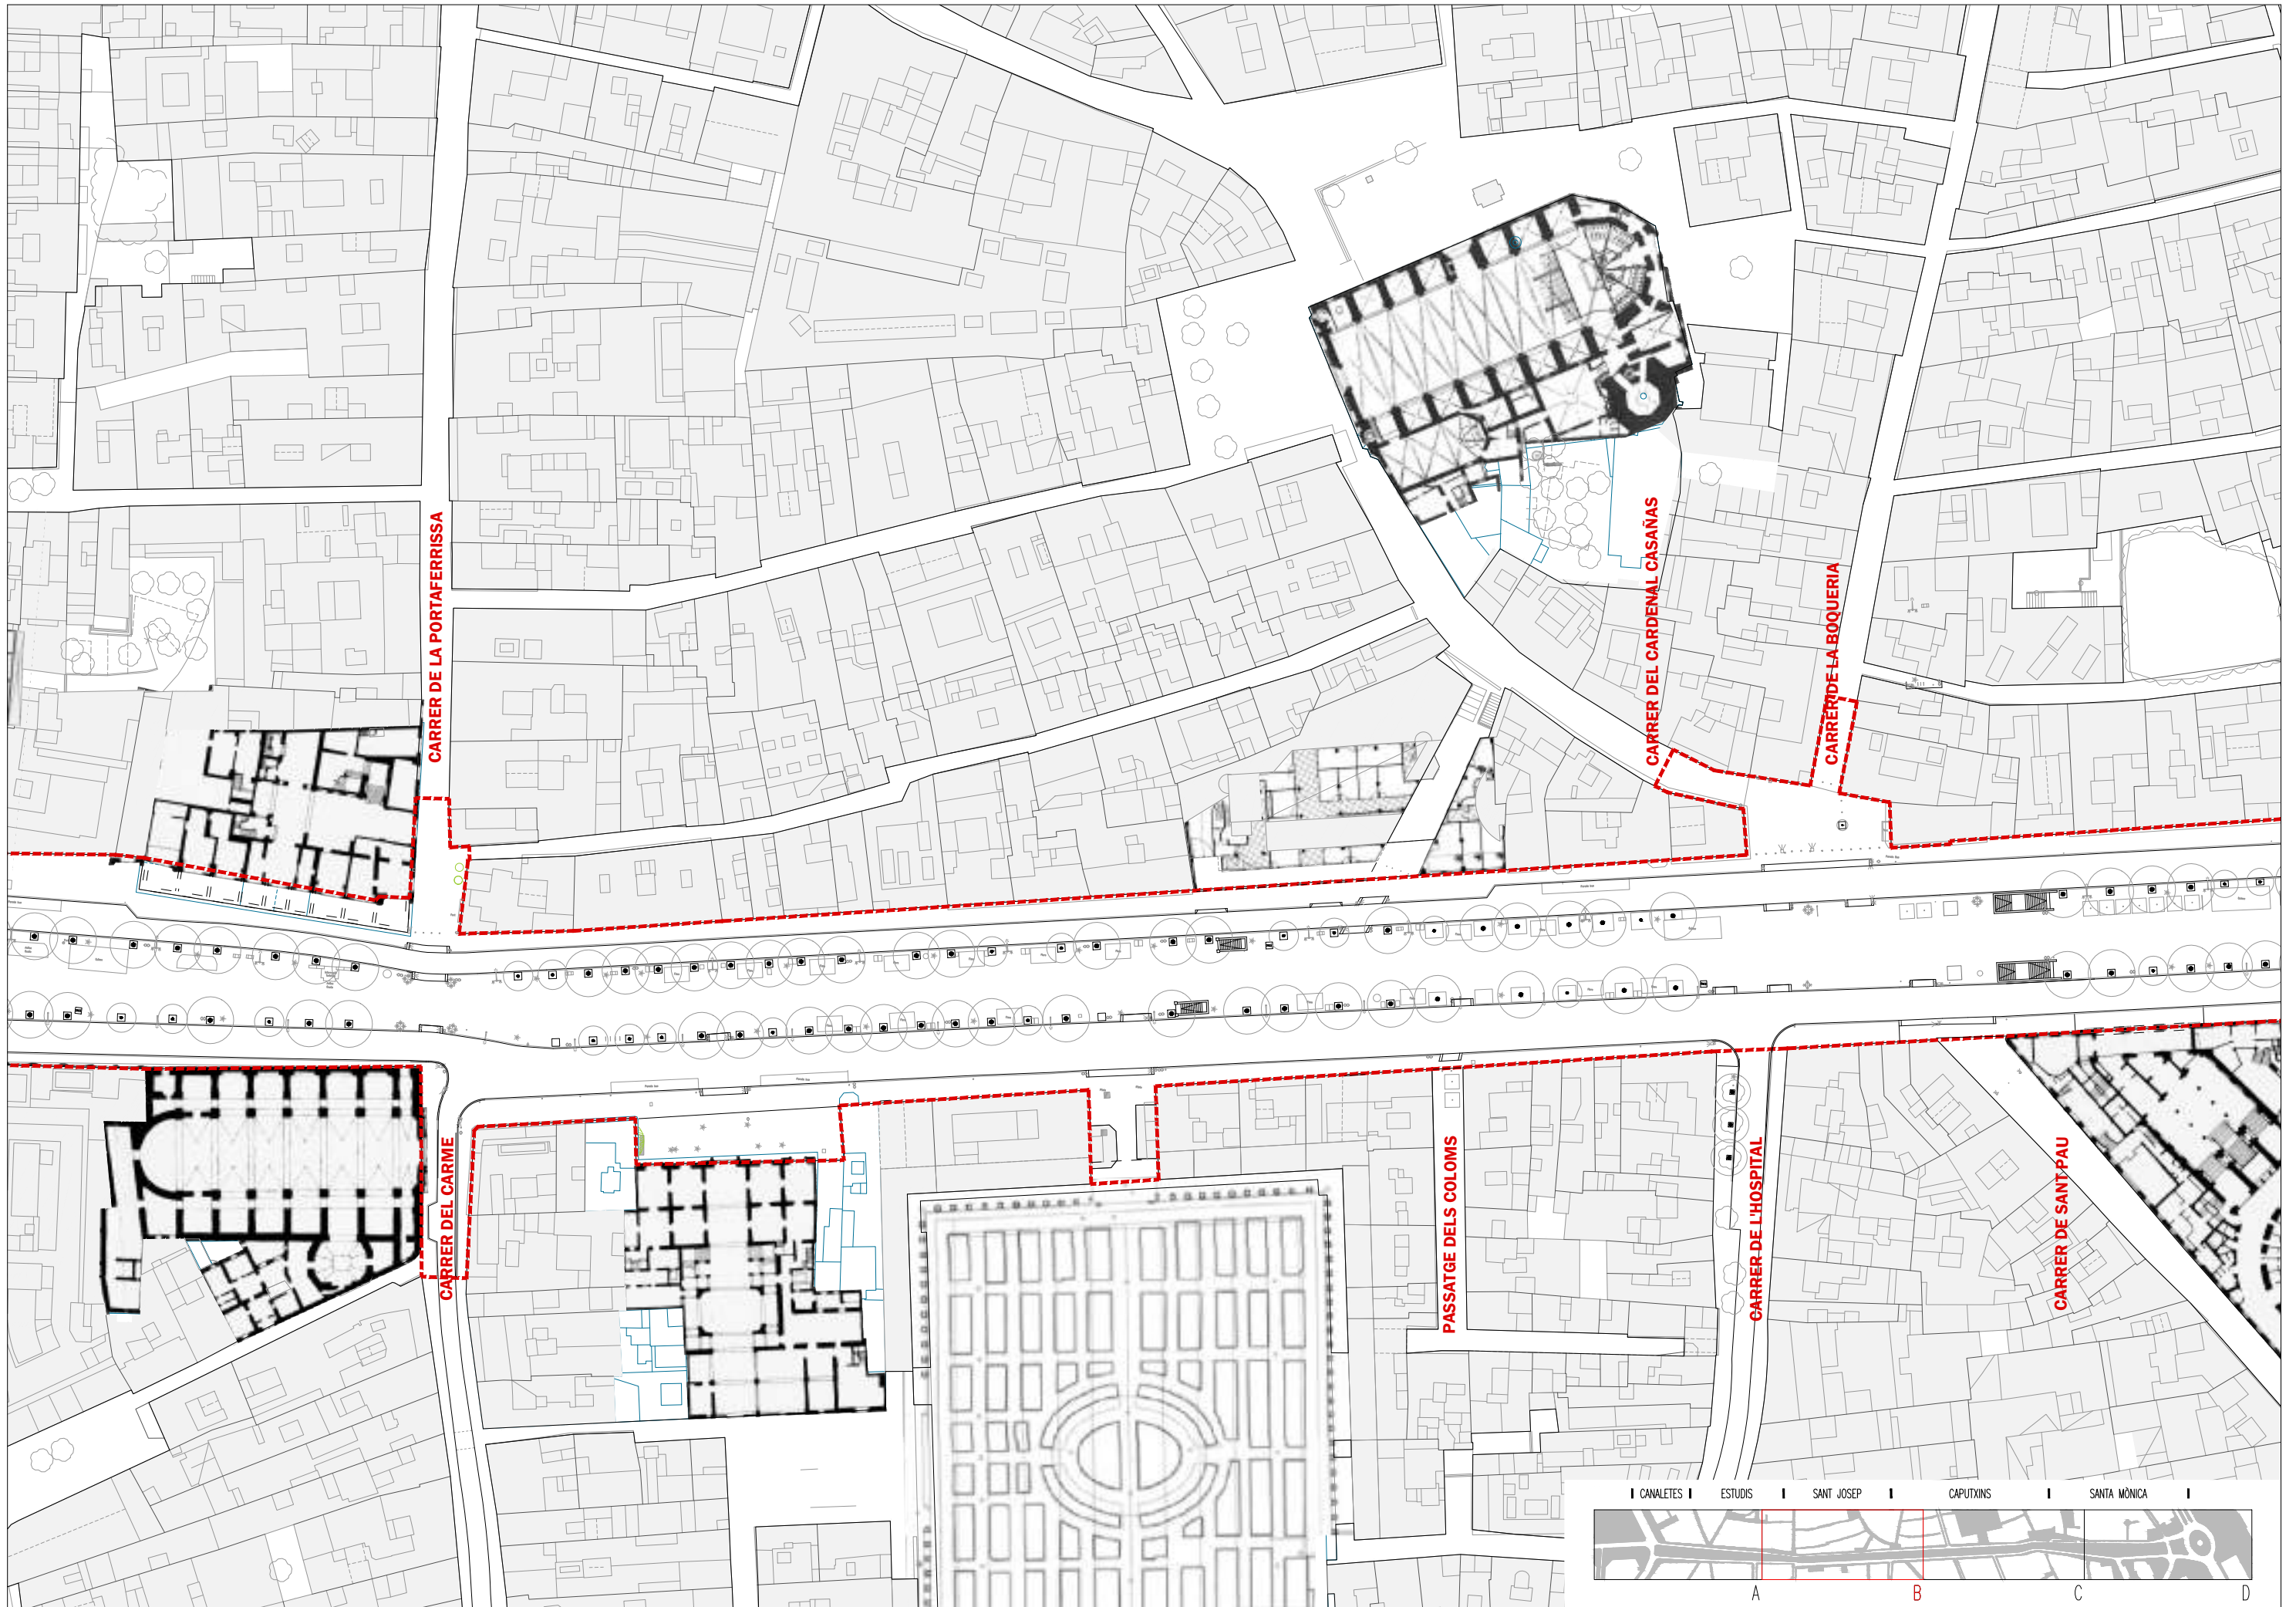 CARRER DE LA PORTAFERRISSA
CARRER DEL CARDENAL CASAÑAS
CARRER DE LA BOQUERIA
CARRER DEL CARME
PASSATGE DELS COLOMS
CARRER DE L'HOSPITAL
CARRER DE SANT PAU
CANALETES
ESTUDIS
SANT JOSEP
CAPUTXINS
SANTA MÒNICA
A
B
C
D